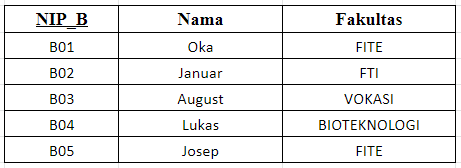 NIP_B Nama Fakultas
B01 Oka FITE
B02 Januar FTI
B03 August VOKASI
B04 Lukas BIOTEKNOLOGI
B05 Josep FITE